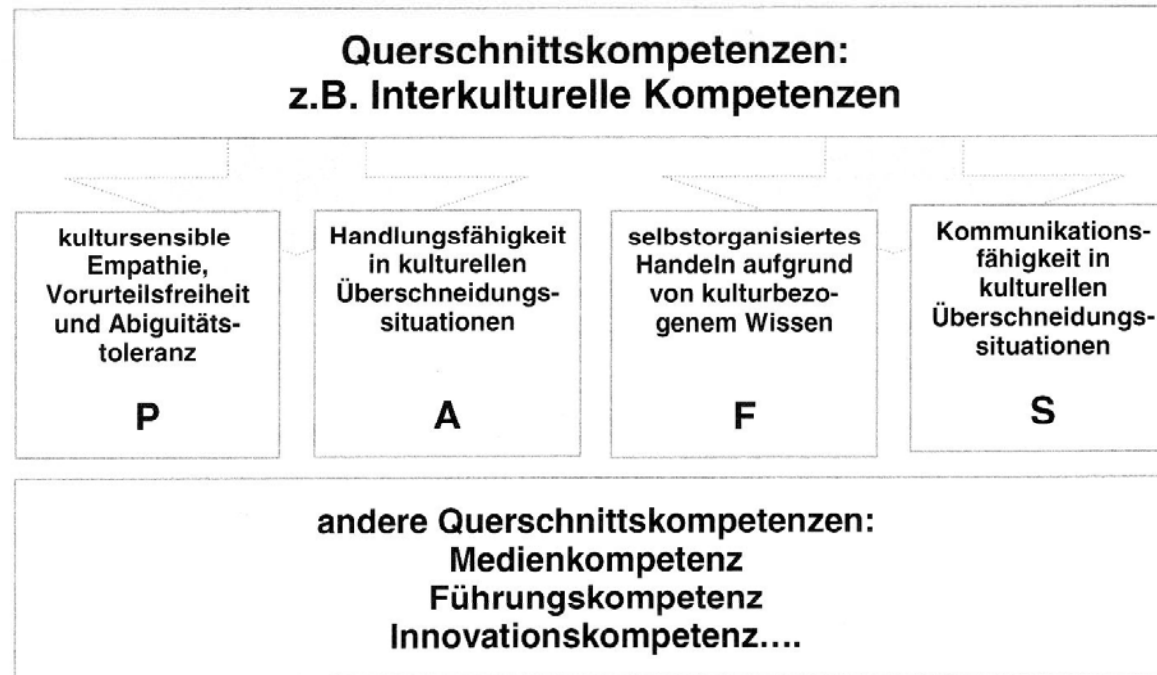 Querschnittskompetenzen:
z.B. Interkulturelle Kompetenzen
kultursensible
Empathie,
Vorurteilsfreiheit
und Abiguitäts-
toleranz
P
Handlungsfähigkeit
in kulturellen
Überschneidungs-
situationen
A
selbstorganisiertes
Handeln aufgrund
von kulturbezo-
genem Wissen
F
Kommunikations-
fähigkeit in
kulturellen
Überschneidungs-
situationen
S
andere Querschnittskompetenzen:
Medienkompetenz
Führungskompetenz
Innovationskompetenz....